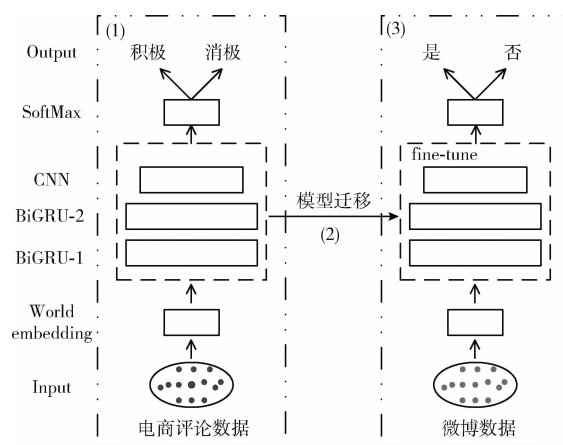 (1)
(3)
Output
积极
消极
是
否
SoftMax
fine-tune
CNN
模型迁移
BiGRU-2
(2)
BiGRU-1
World
embedding
Input
电商评论数据
微博数据